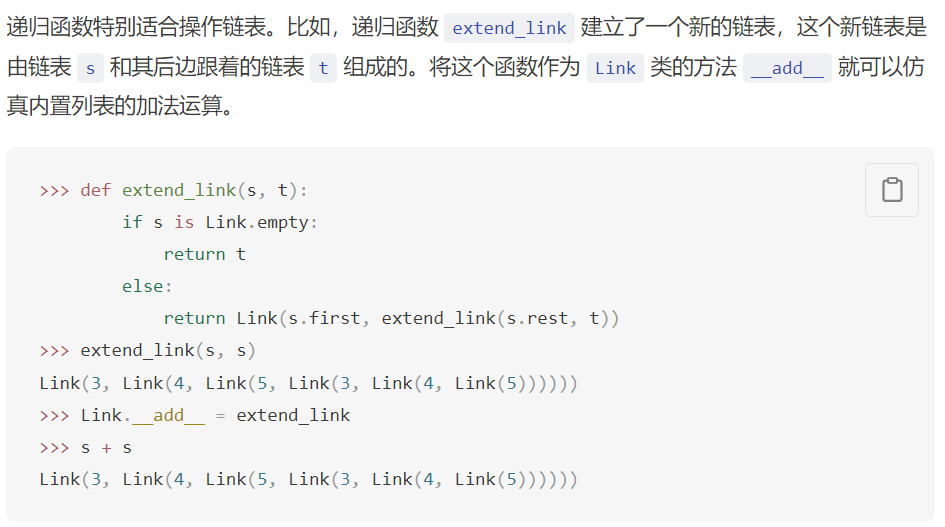 递归函数特别适合操作链表。比如，递归函数 extend_link 建立了一个新的链表，这个新链表是
由链表 s 和其后边跟着的链表 t 组成的。将这个函数作为 Link 类的方法 __add__ 就可以仿
真内置列表的加法运算。
>>> def extend_link(s, t):
        if s is Link.empty:
            return t
        else:
            return Link(s.first, extend_link(s.rest, t))
>>> extend_link(s, s)
Link(3, Link(4, Link(5, Link(3, Link(4, Link(5))))))
>>> Link.__add__ = extend_link
>>> s + s
Link(3, Link(4, Link(5, Link(3, Link(4, Link(5))))))